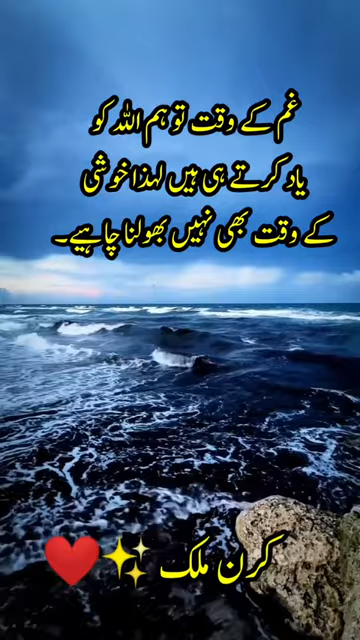 غم کے وقت تو ہم اللہ کو
یاد کرتے ہی ہیں لہذا خوشی
کے وقت بھی نہیں بھولنا چاہیے۔
کرن ملک ✨❤️